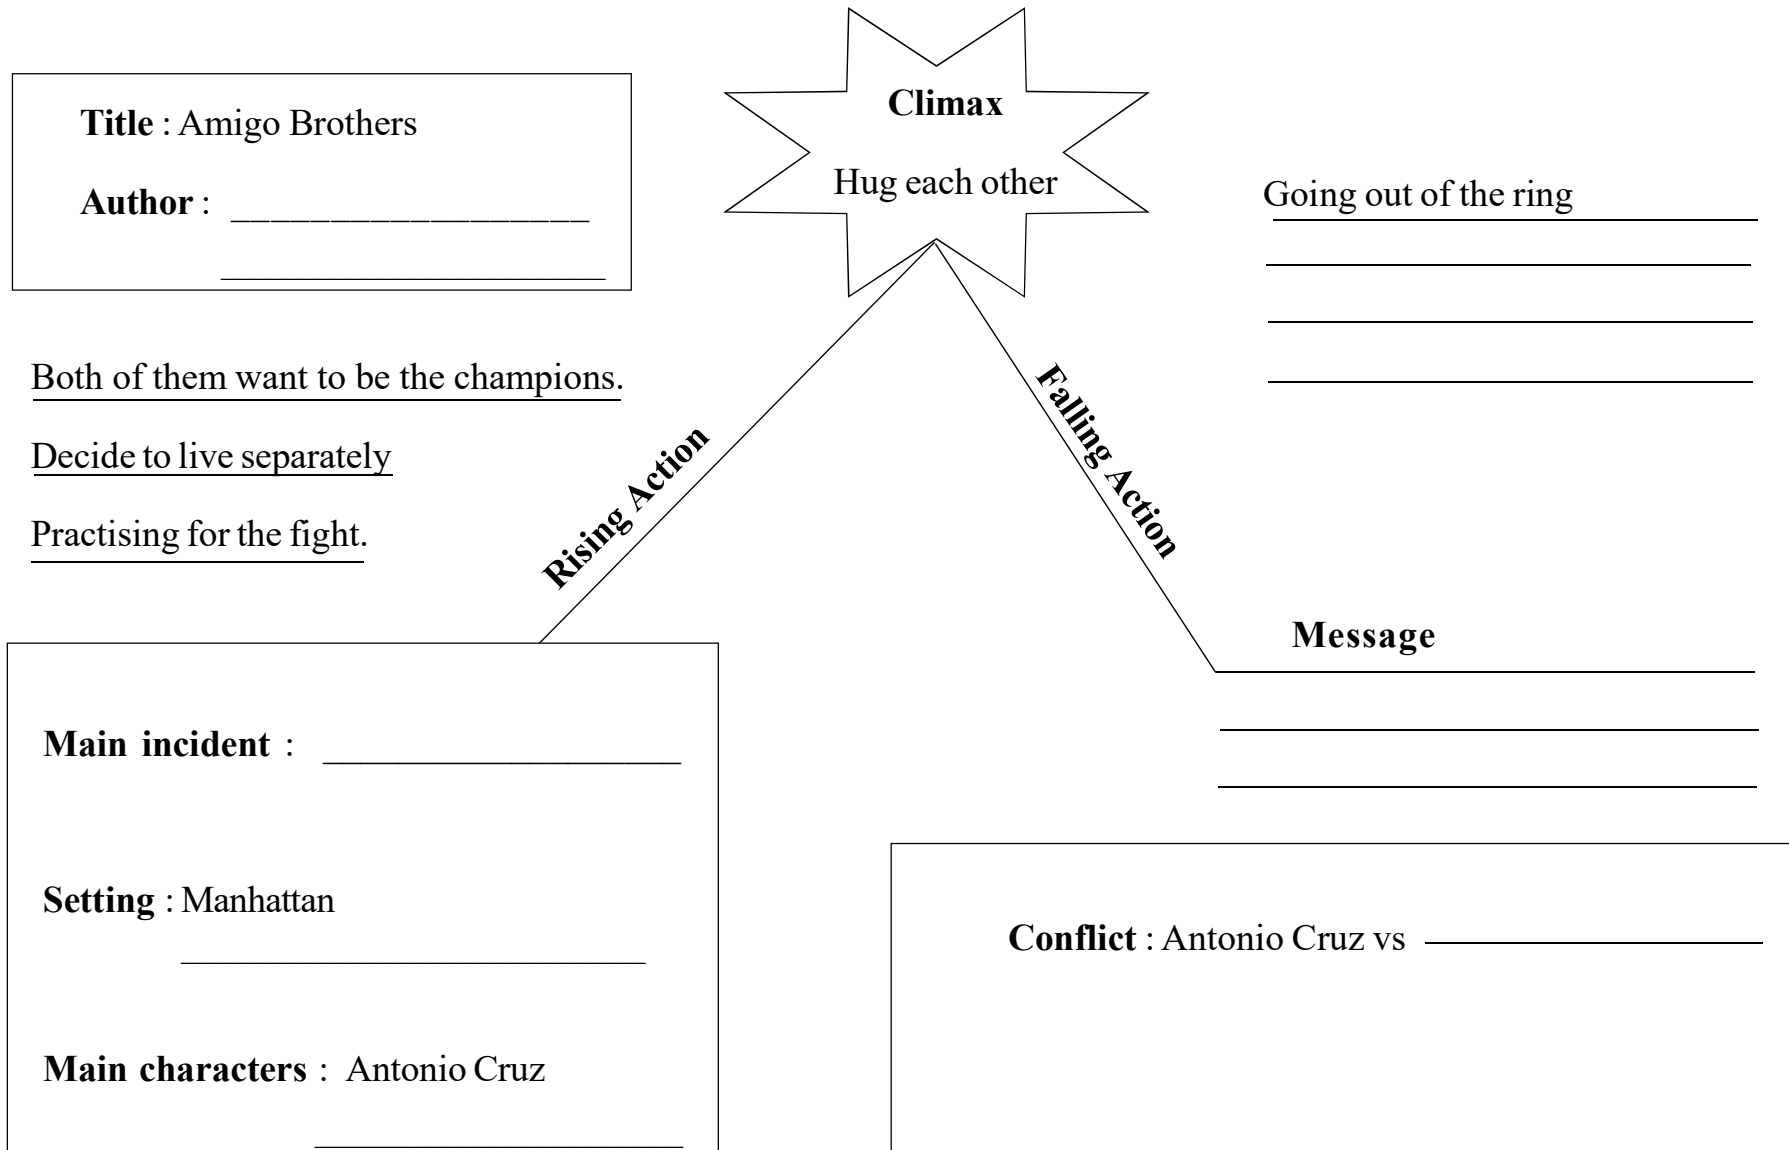 Title : Amigo Brothers
Author :
Climax
Hug each other
Going out of the ring
Both of them want to be the champions.
Decide to live separately
Practising for the fight.
Rising Action
Falling Action
Message
Main incident :
Setting : Manhattan
Main characters : Antonio Cruz
Conflict : Antonio Cruz vs